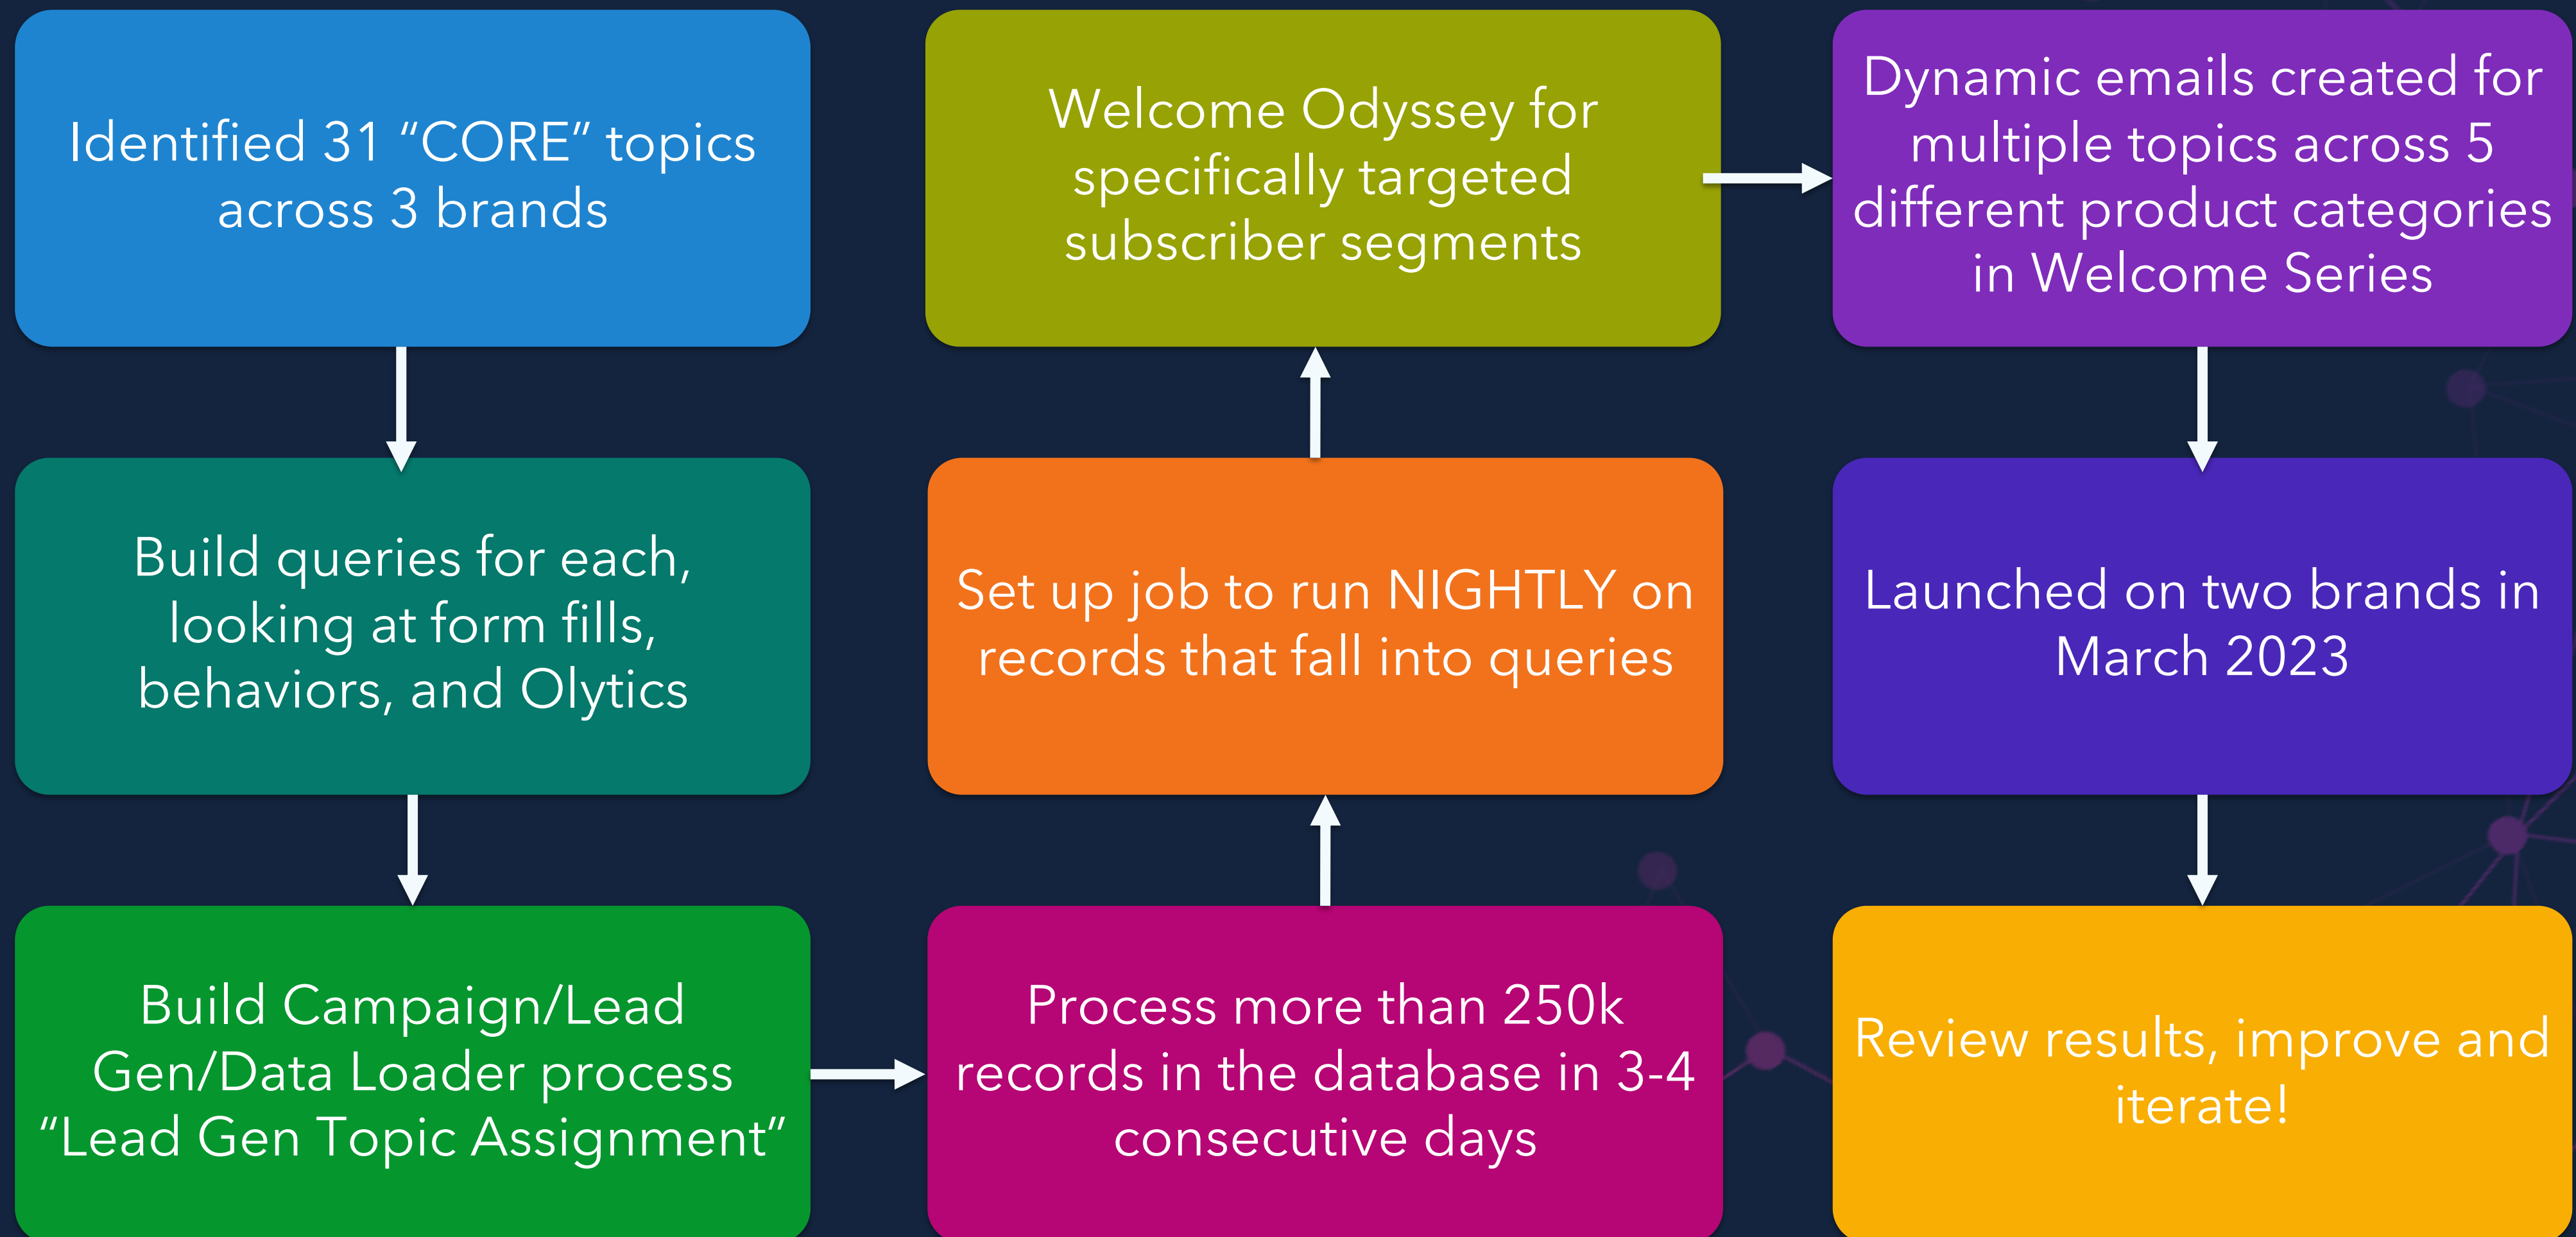 Identified 31 “CORE” topics
across 3 brands
Build queries for each,
looking at form fills,
behaviors, and Olytics
Build Campaign/Lead
Gen/Data Loader process
“Lead Gen Topic Assignment”
Process more than 250k
records in the database in 3-4
consecutive days
Set up job to run NIGHTLY on
records that fall into queries
Welcome Odyssey for
specifically targeted
subscriber segments
Dynamic emails created for
multiple topics across 5
different product categories
in Welcome Series
Launched on two brands in
March 2023
Review results, improve and
iterate!